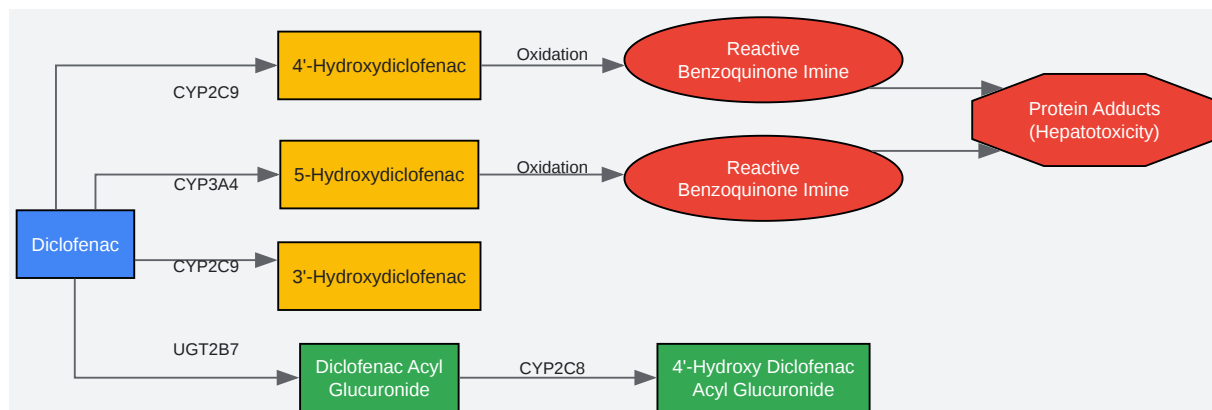 4'-Hydroxydiclofenac
Oxidation
Reactive
Benzoquinone Imine
CYP2C9
Protein Adducts
(Hepatotoxicity)
5-Hydroxydiclofenac
Oxidation
Reactive
Benzoquinone Imine
CYP3A4
Diclofenac
CYP2C9
3'-Hydroxydiclofenac
UGT2B7
Diclofenac Acyl
Glucuronide
CYP2C8
4'-Hydroxy Diclofenac
Acyl Glucuronide